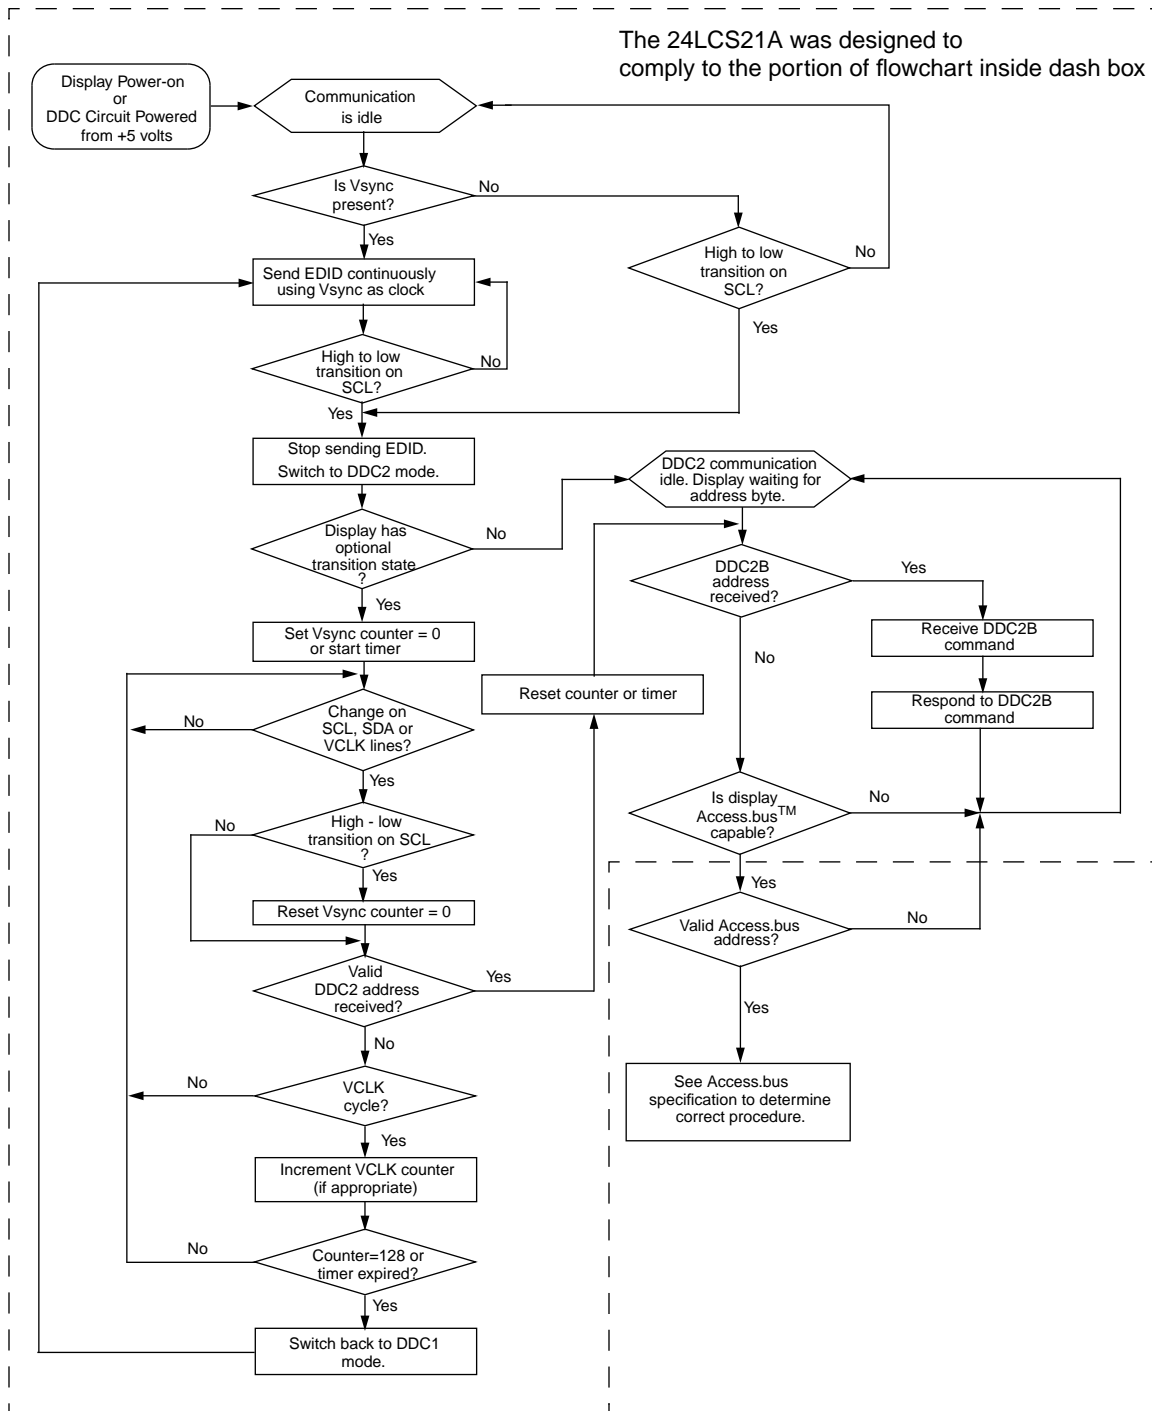 The 24LCS21A was designed to
comply to the portion of flowchart inside dash box
Display Power-on
or
DDC Circuit Powered
from +5 volts
Communication
is idle
Is Vsync
present?
No
Yes
High to low
transition on
SCL?
No
Yes
Send EDID continuously
using Vsync as clock
High to low
transition on
SCL?
No
Yes
Stop sending EDID.
Switch to DDC2 mode.
DDC2 communication
idle. Display waiting for
address byte.
Display has
optional
transition state
?
No
Yes
DDC2B
address
received?
Yes
No
Receive DDC2B
command
Respond to DDC2B
command
Set Vsync counter = 0
or start timer
Reset counter or timer
Change on
SCL, SDA or
VCLK lines?
No
Yes
High - low
transition on SCL
?
No
Yes
Is display
Access.bus™
capable?
No
Yes
Reset Vsync counter = 0
Valid Access.bus
address?
No
Yes
Valid
DDC2 address
received?
Yes
No
VCLK
cycle?
No
Yes
See Access.bus
specification to determine
correct procedure.
Increment VCLK counter
(if appropriate)
Counter=128 or
timer expired?
No
Yes
Switch back to DDC1
mode.